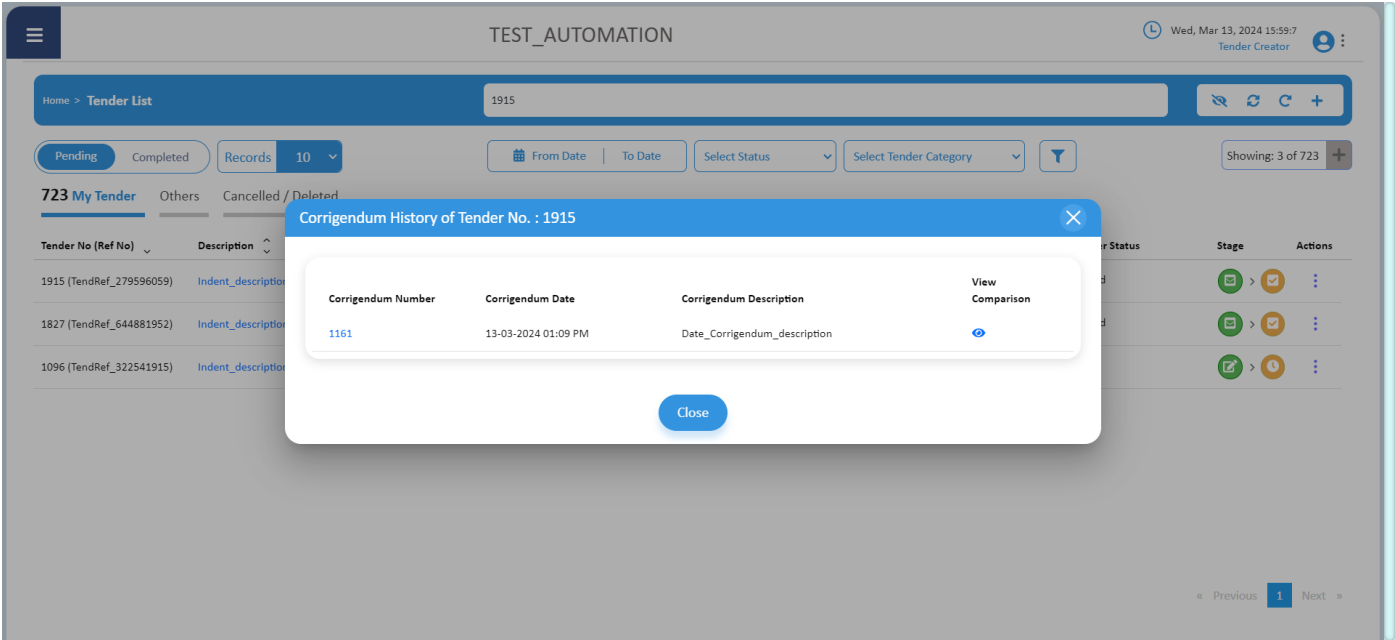 TEST_AUTOMATION
Wed, Mar 13, 2024 15:59:7
Tender Creator
Home > Tender List
1915
Pending Completed Records 10
From Date To Date Select Status Select Tender Category
Showing: 3 of 723
723 My Tender Others Cancelled / Deleted
Corrigendum History of Tender No. : 1915
Tender No (Ref No) Description Status Stage Actions
1915 (TendRef_279596059) Indent_description
1827 (TendRef_644881952) Indent_description
1096 (TendRef_322541915) Indent_description
Corrigendum Number Corrigendum Date Corrigendum Description View Comparison
1161 13-03-2024 01:09 PM Date_Corrigendum_description
Close
« Previous 1 Next »